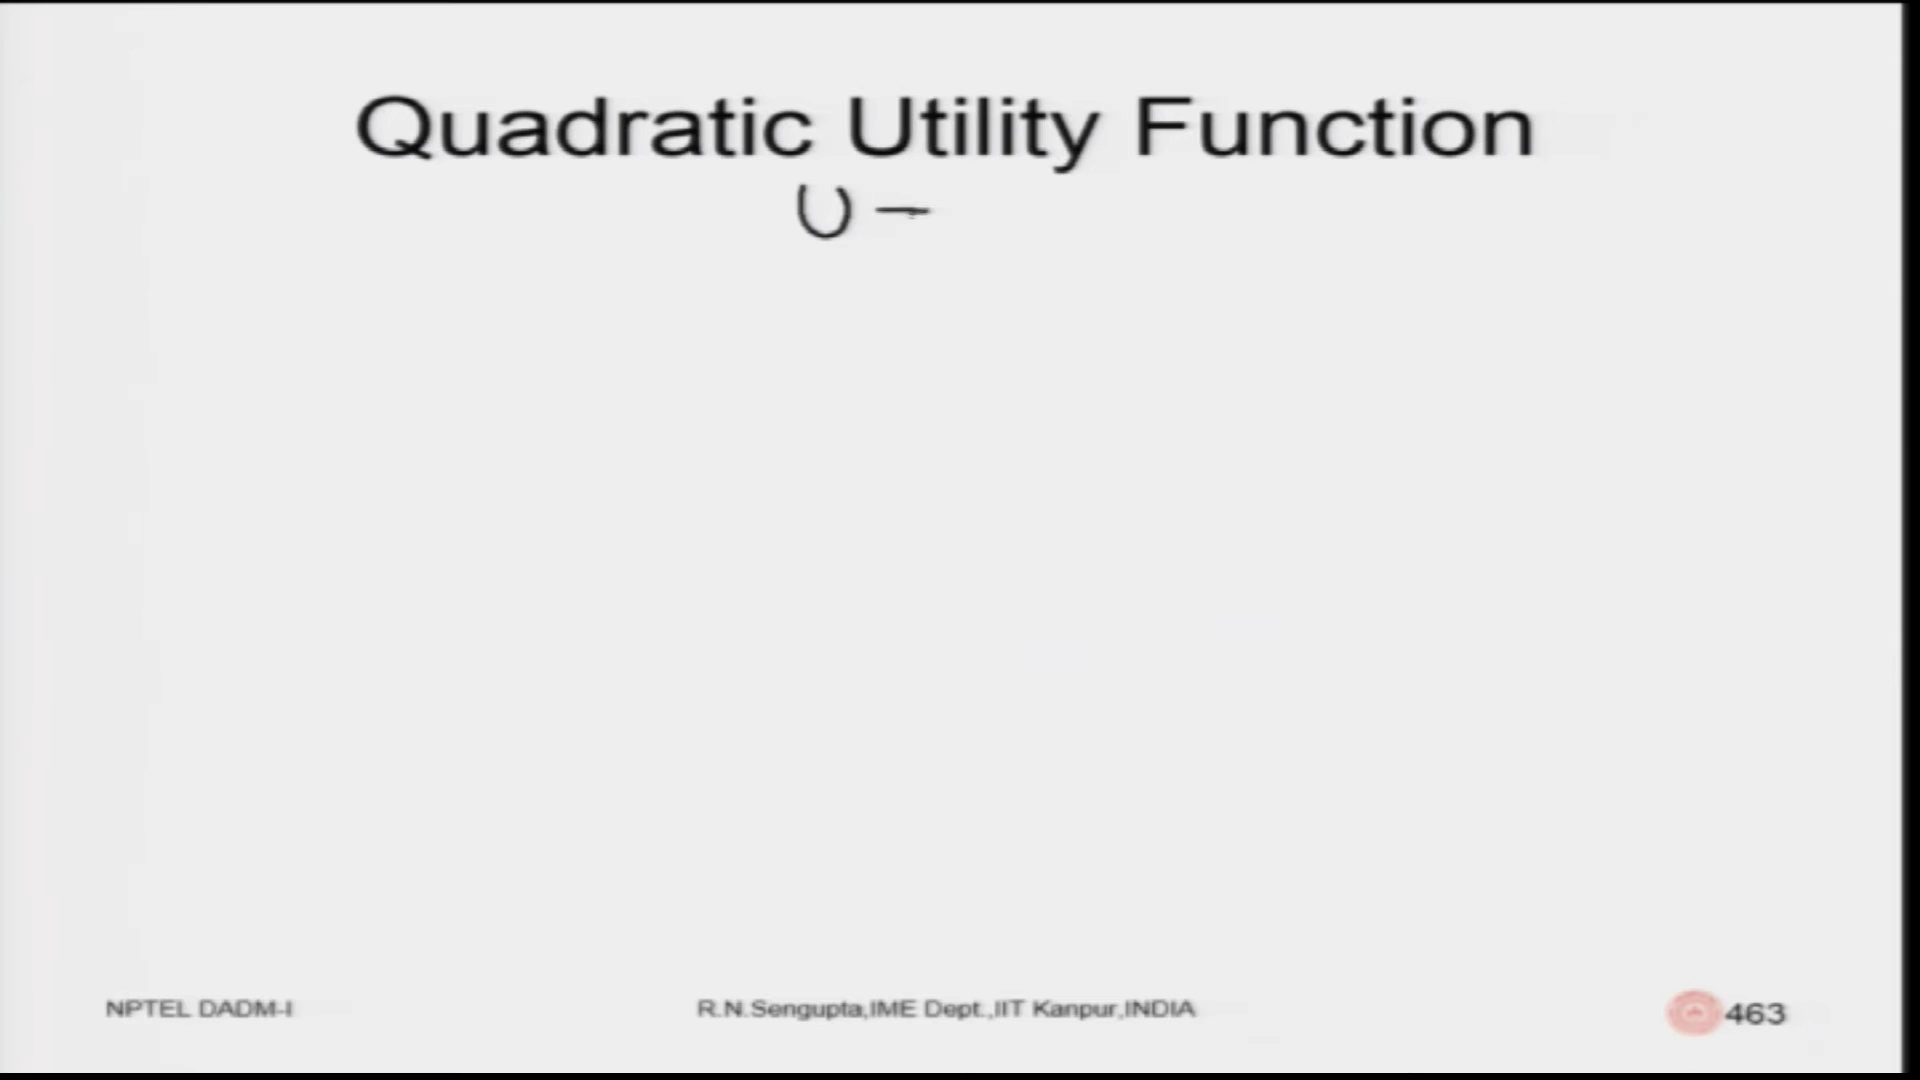 Quadratic Utility Function
U -
NPTEL DADM-I
R.N.Sengupta,IME Dept.,IIT Kanpur,INDIA
463